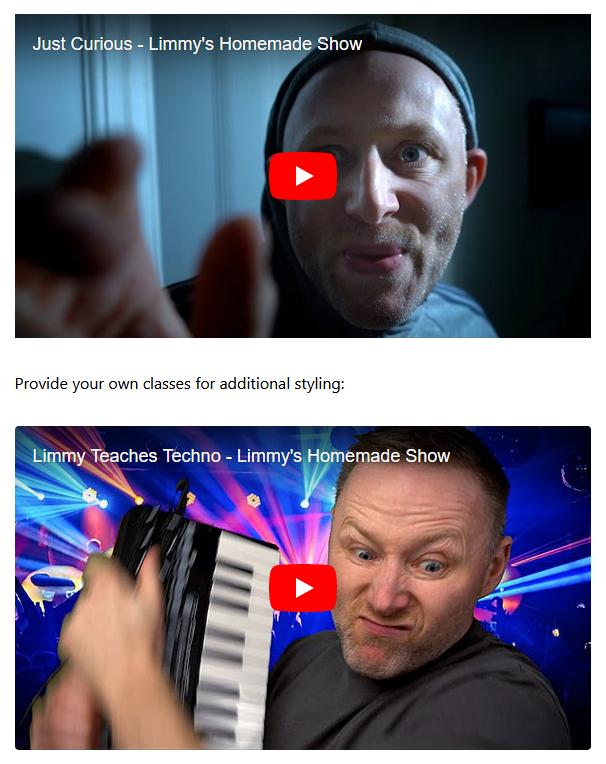 Just Curious - Limmy's Homemade Show
Provide your own classes for additional styling:
Limmy Teaches Techno - Limmy's Homemade Show